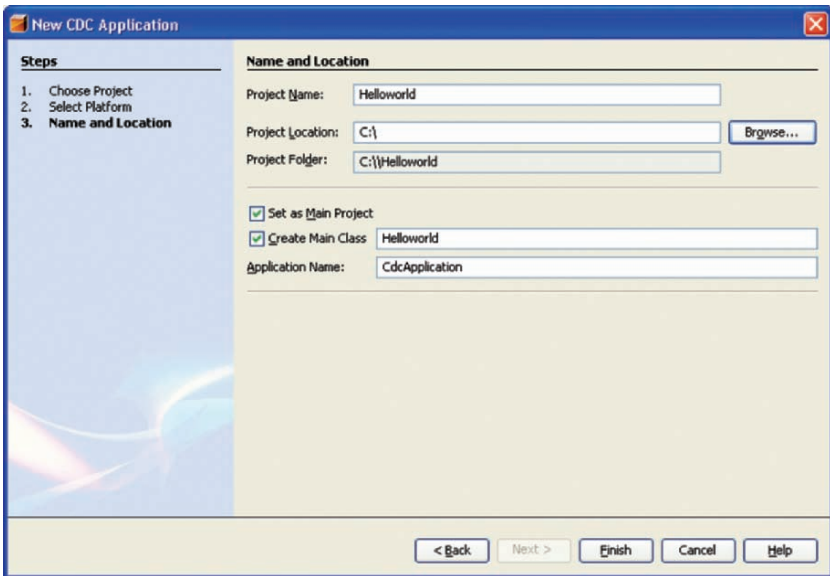 New CDC Application
Steps
1. Choose Project
2. Select Platform
3. Name and Location
Name and Location
Project Name: Helloworld
Project Location: C:\ Browse...
Project Folder: C:\\Helloworld
Set as Main Project
Create Main Class Helloworld
Application Name: CdcApplication
< Back Next > Finish Cancel Help